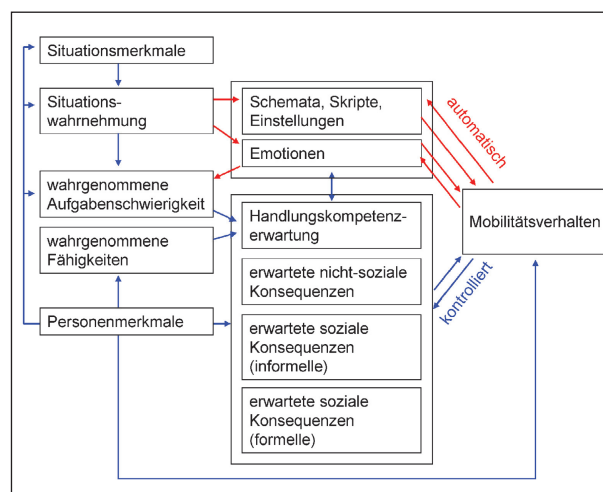 Situationsmerkmale
Situations-
wahrnehmung
wahrgenommene
Aufgabenschwierigkeit
wahrgenommene
Fähigkeiten
Personenmerkmale
Schemata, Skripte,
Einstellungen
Emotionen
Handlungskompetenz-
erwartung
erwartete nicht-soziale
Konsequenzen
erwartete soziale
Konsequenzen
(informelle)
erwartete soziale
Konsequenzen
(formelle)
automatisch
Mobilitätsverhalten
kontrolliert